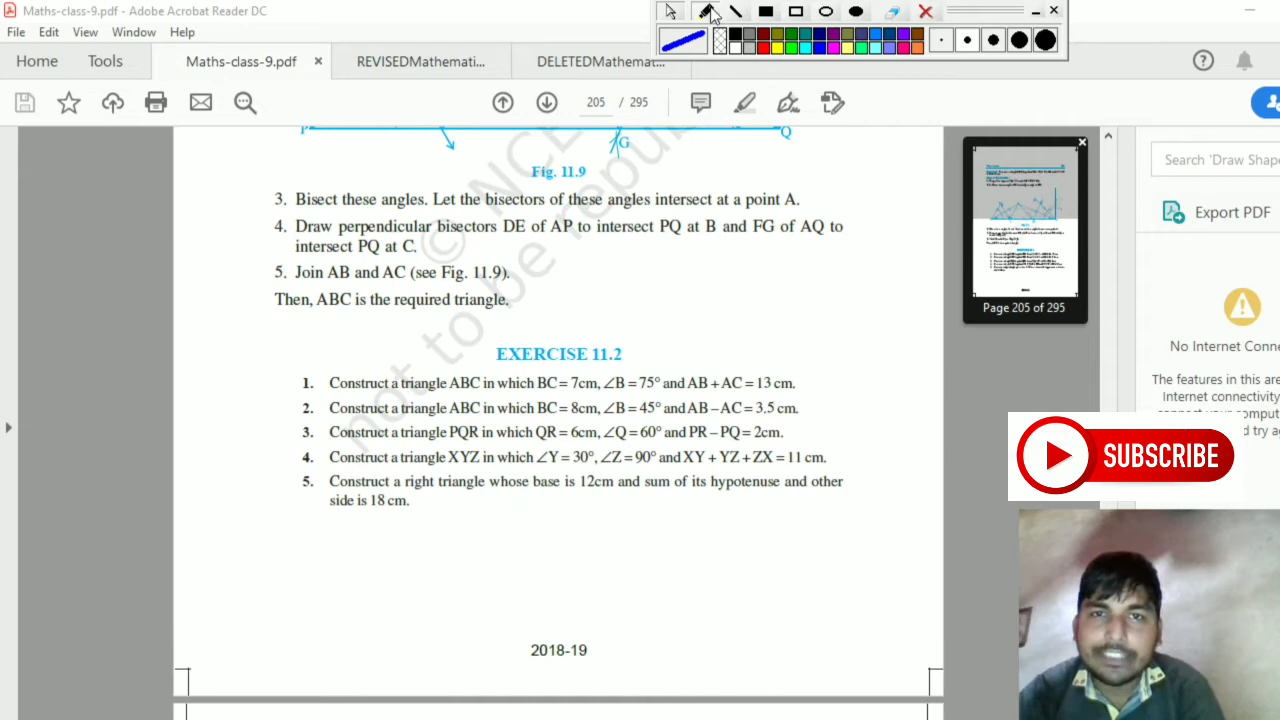 Maths-class-9.pdf - Adobe Acrobat Reader DC
File Edit View Window Help
Home Tools Maths-class-9.pdf × REVISEDMathemati... DELETEDMathemat...
205 / 295
P Q
G
Fig. 11.9
3. Bisect these angles. Let the bisectors of these angles intersect at a point A.
4. Draw perpendicular bisectors DE of AP to intersect PQ at B and FG of AQ to
intersect PQ at C.
5. Join AB and AC (see Fig. 11.9).
Then, ABC is the required triangle.
EXERCISE 11.2
1. Construct a triangle ABC in which BC = 7cm, ∠B = 75° and AB + AC = 13 cm.
2. Construct a triangle ABC in which BC = 8cm, ∠B = 45° and AB – AC = 3.5 cm.
3. Construct a triangle PQR in which QR = 6cm, ∠Q = 60° and PR – PQ = 2cm.
4. Construct a triangle XYZ in which ∠Y = 30°, ∠Z = 90° and XY + YZ + ZX = 11 cm.
5. Construct a right triangle whose base is 12cm and sum of its hypotenuse and other
side is 18 cm.
2018-19
© NCE
not to be republ
Page 205 of 295
Search 'Draw Shap
Export PDF
No Internet Conne
The features in this are
Internet connectivity
try ag
SUBSCRIBE